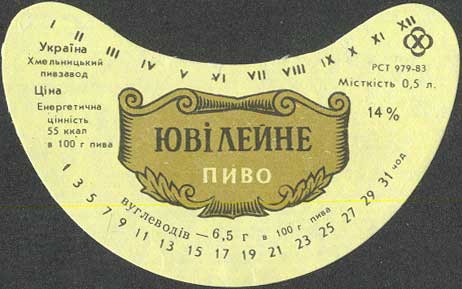 I II III IV V VI VII VIII IX X XI XII
Україна
Хмельницький
пивзавод
Ціна
Енергетична
цінність
55 ккал
в 100 г пива
РСТ 979-83
Місткість 0,5 л.
14%
ЮВІЛЕЙНЕ
ПИВО
вуглеводів — 6,5 г в 100 г пива
1 3 5 7 9 11 13 15 17 19 21 23 25 27 29 31